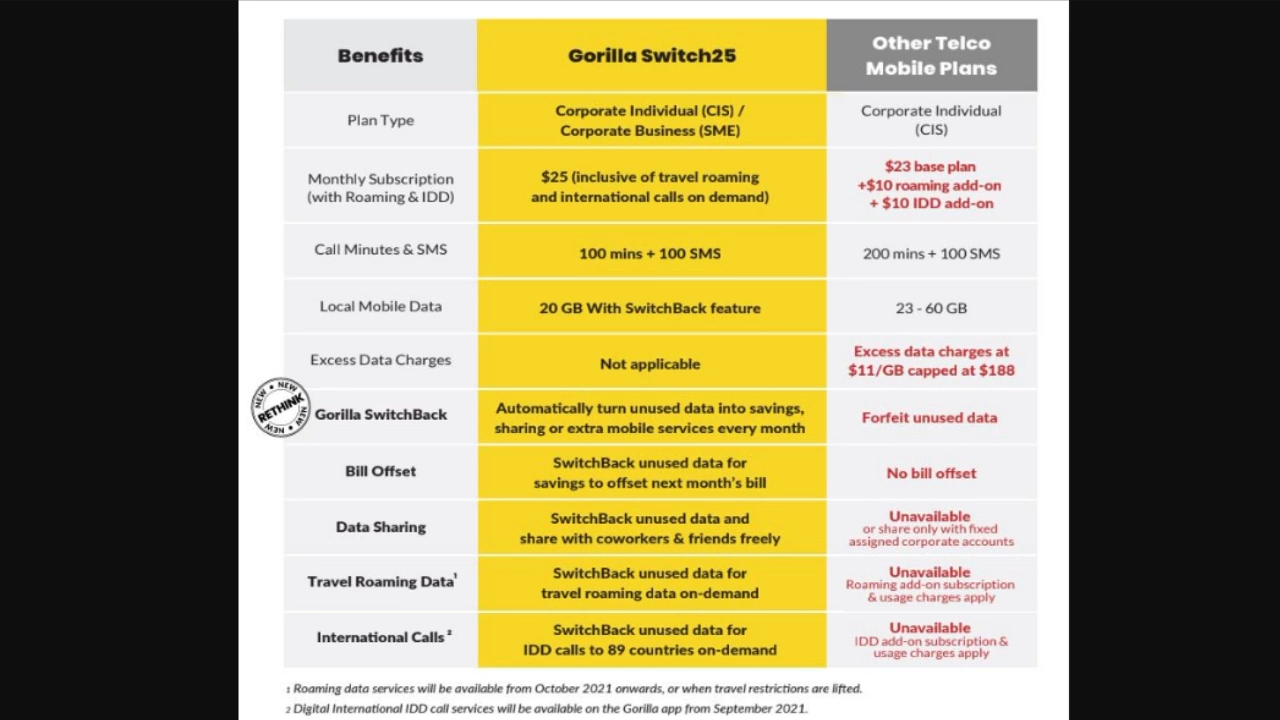 Benefits
Gorilla Switch25
Other Telco
Mobile Plans
Plan Type
Corporate Individual (CIS) /
Corporate Business (SME)
Corporate Individual
(CIS)
Monthly Subscription
(with Roaming & IDD)
$25 (inclusive of travel roaming
and international calls on demand)
$23 base plan
+$10 roaming add-on
+ $10 IDD add-on
Call Minutes & SMS
100 mins + 100 SMS
200 mins + 100 SMS
Local Mobile Data
20 GB With SwitchBack feature
23 - 60 GB
Excess Data Charges
Not applicable
Excess data charges at
$11/GB capped at $188
NEW • NEW • NEW • NEW •
RETHINK
Gorilla SwitchBack
Automatically turn unused data into savings,
sharing or extra mobile services every month
Forfeit unused data
Bill Offset
SwitchBack unused data for
savings to offset next month's bill
No bill offset
Data Sharing
SwitchBack unused data and
share with coworkers & friends freely
Unavailable
or share only with fixed
assigned corporate accounts
Travel Roaming Data¹
SwitchBack unused data for
travel roaming data on-demand
Unavailable
Roaming add-on subscription
& usage charges apply
International Calls ²
SwitchBack unused data for
IDD calls to 89 countries on-demand
Unavailable
IDD add-on subscription &
usage charges apply
1 Roaming data services will be available from October 2021 onwards, or when travel restrictions are lifted.
2 Digital International IDD call services will be available on the Gorilla app from September 2021.